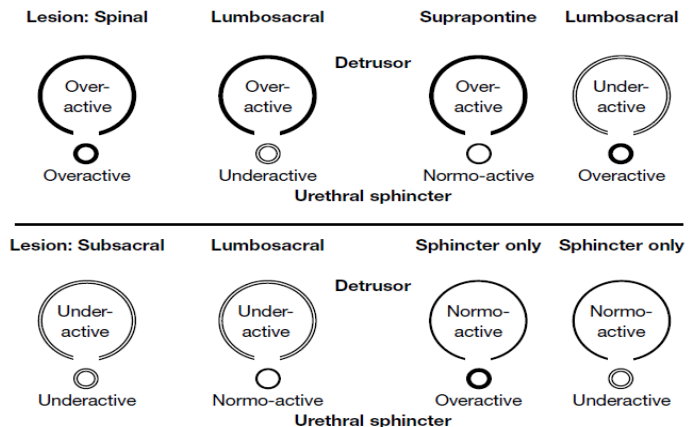 Lesion: Spinal Lumbosacral Suprapontine Lumbosacral
Detrusor
Over- Over- Over- Under-
active active active active
Overactive Underactive Normo-active Overactive
Urethral sphincter
Lesion: Subsacral Lumbosacral Sphincter only Sphincter only
Detrusor
Under- Under- Normo- Normo-
active active active active
Underactive Normo-active Overactive Underactive
Urethral sphincter